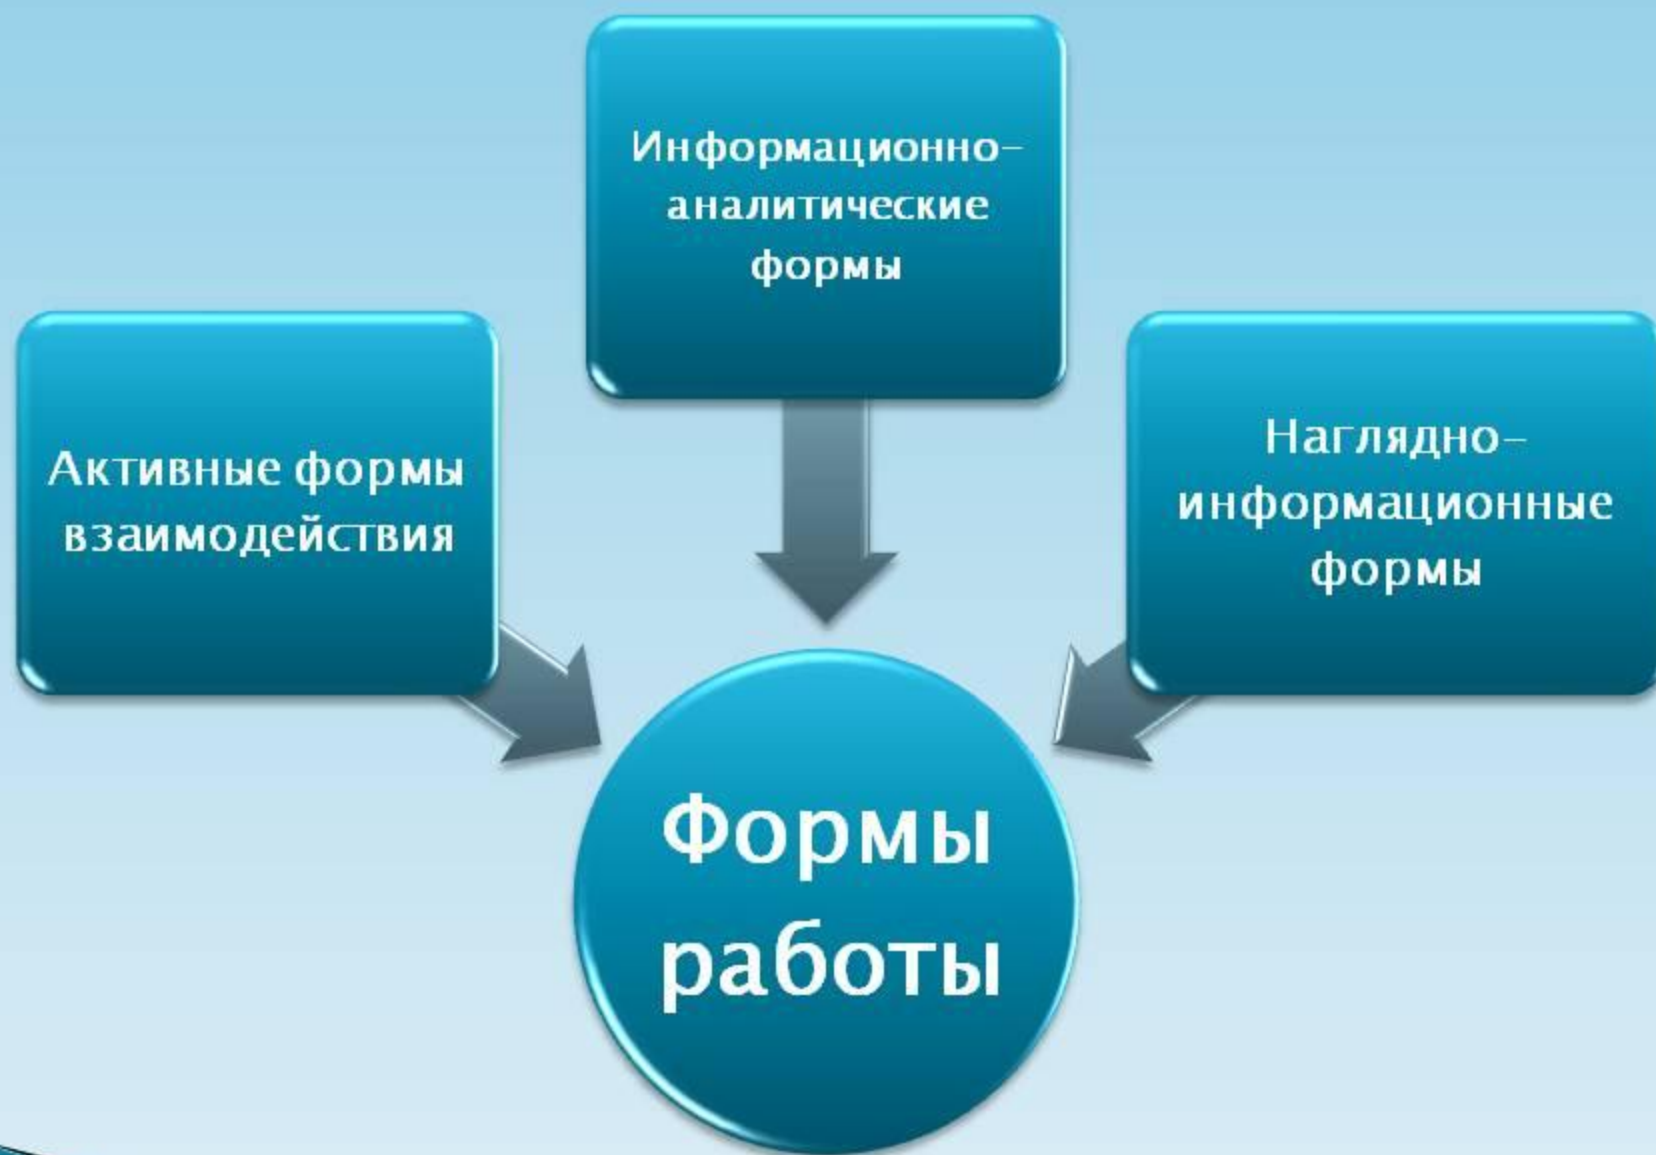 Информационно-
аналитические
формы
Активные формы
взаимодействия
Наглядно-
информационные
формы
Формы
работы